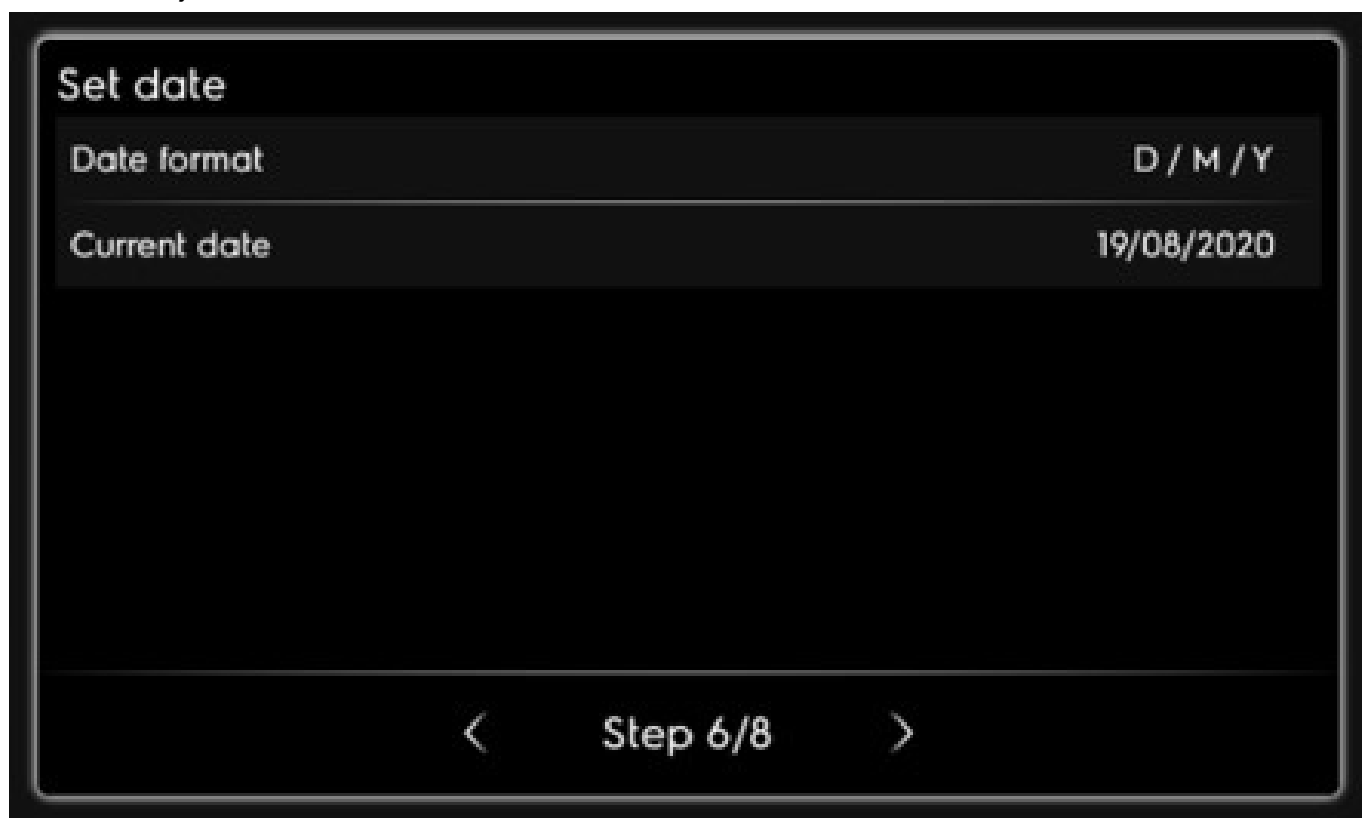 Set date
Date format D / M / Y
Current date 19/08/2020
< Step 6/8 >